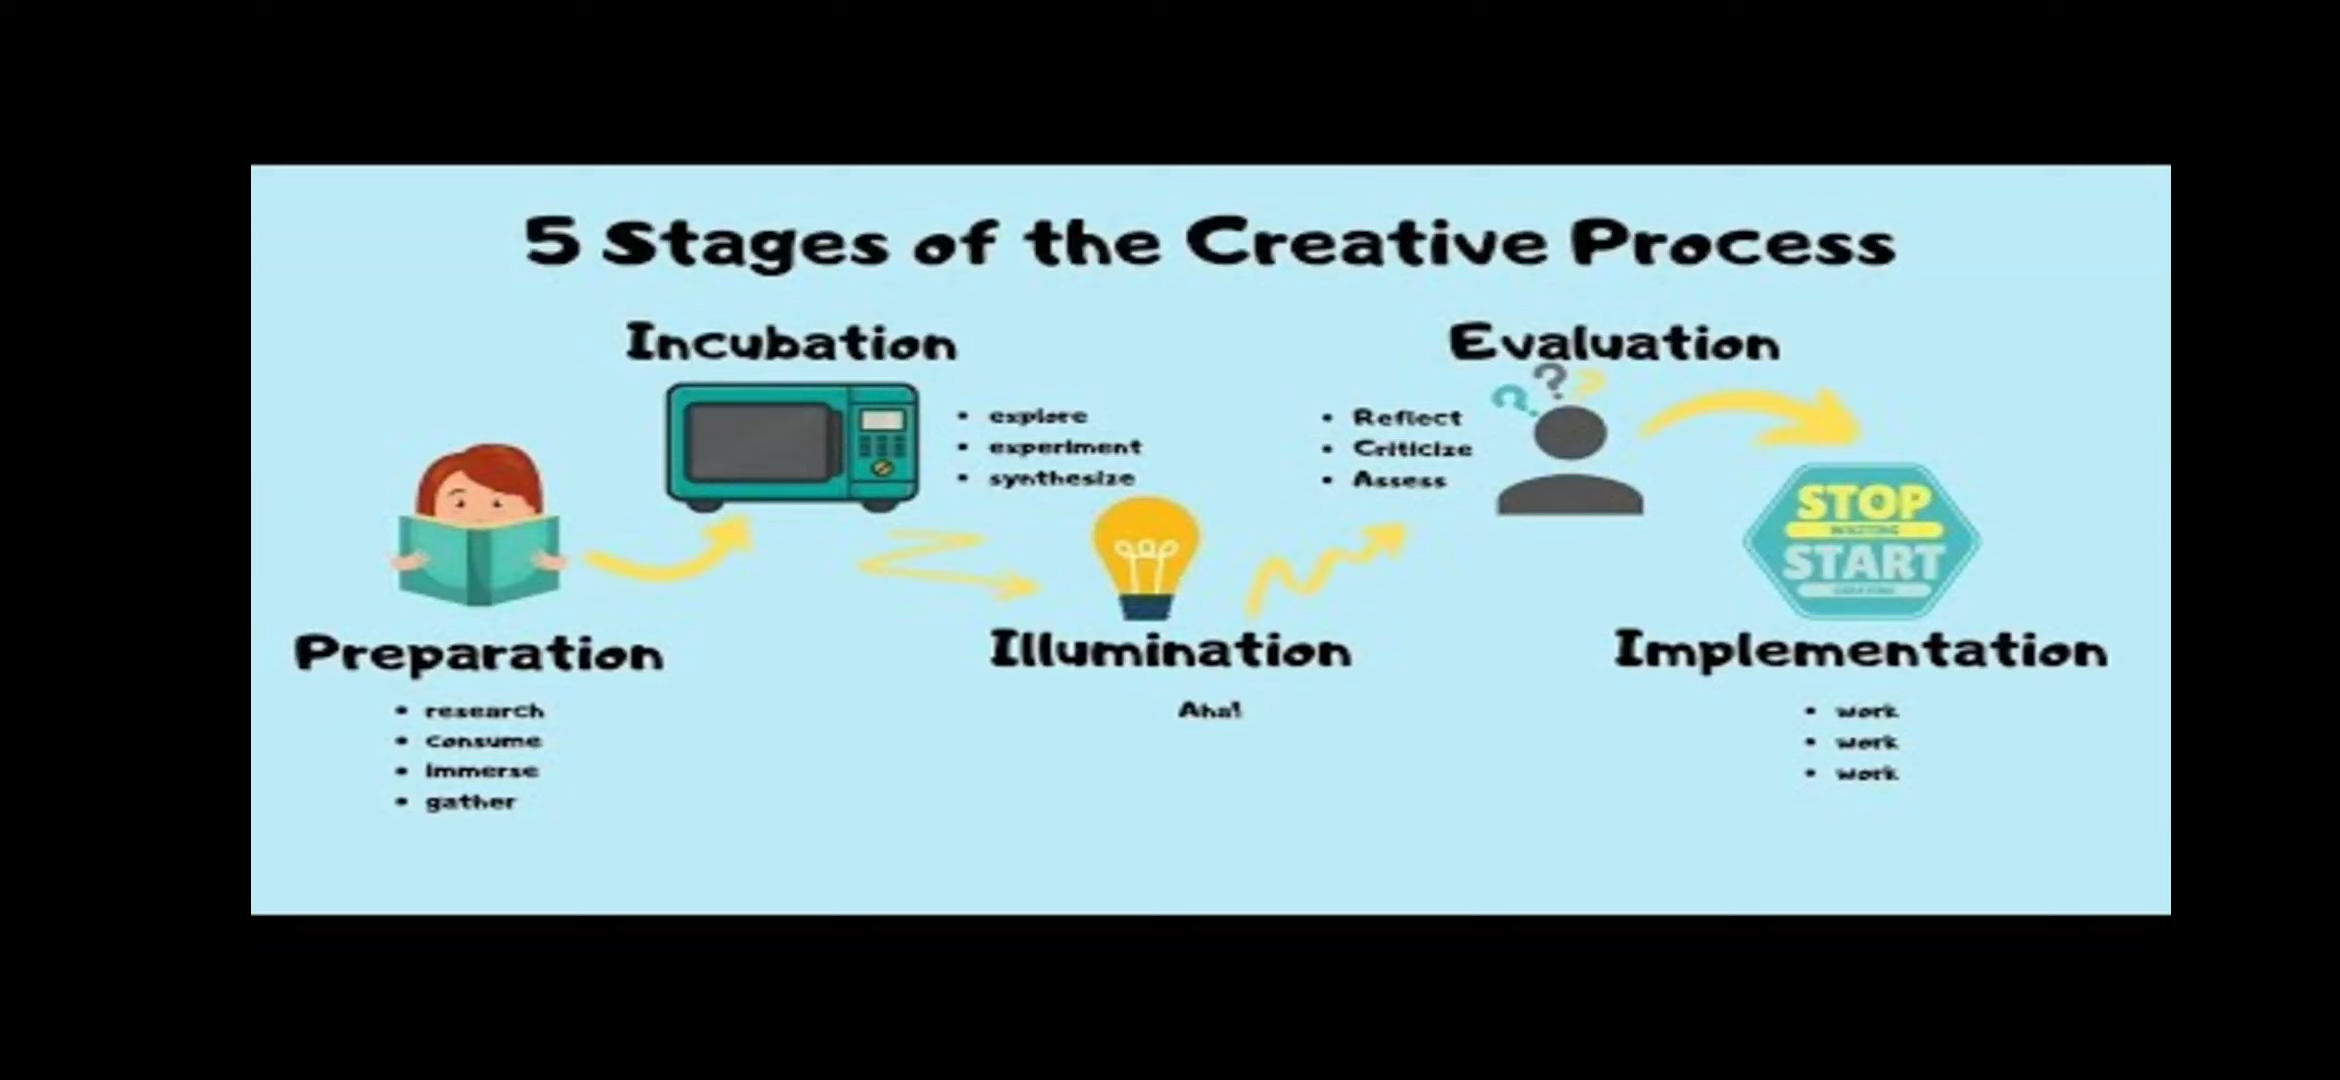 5 Stages of the Creative Process
Preparation
• research
• consume
• immerse
• gather
Incubation
• explore
• experiment
• synthesize
Illumination
Aha!
Evaluation
???
• Reflect
• Criticize
• Assess
STOP
START
Implementation
• work
• work
• work